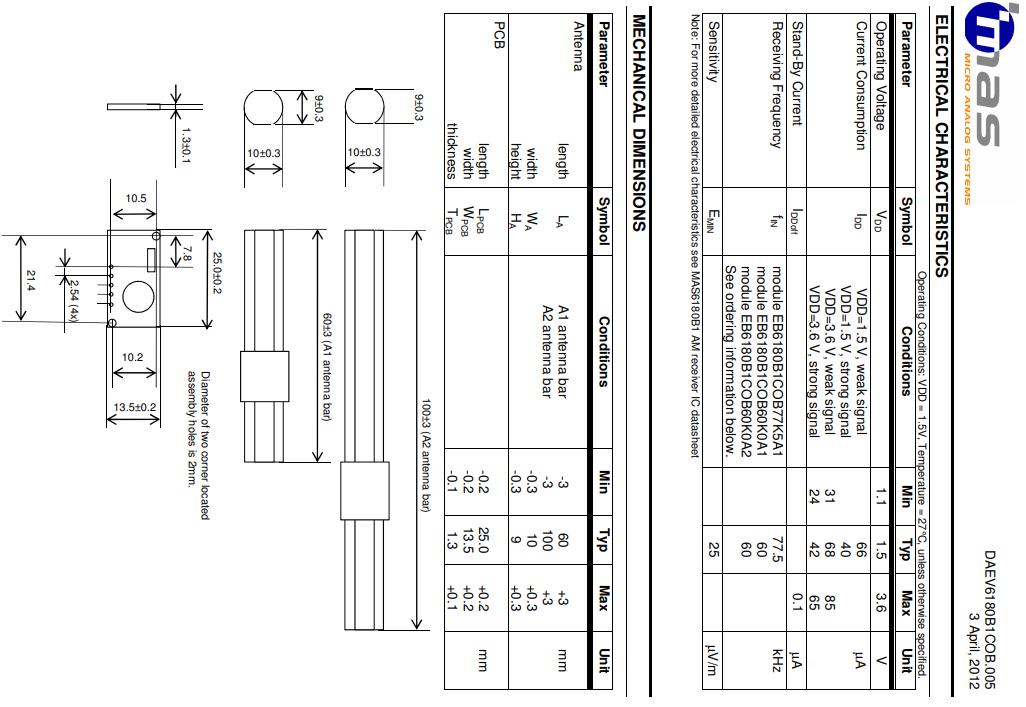 mas
MICRO ANALOG SYSTEMS
DAEV6180B1COB.005
3 April, 2012
ELECTRICAL CHARACTERISTICS
Operating Conditions: VDD = 1.5V, Temperature = 27°C, unless otherwise specified.
Parameter Symbol Conditions Min Typ Max Unit
Operating Voltage VDD 1.1 1.5 3.6 V
Current Consumption IDD VDD=1.5 V, weak signal 66 µA
VDD=1.5 V, strong signal 40
VDD=3.6 V, weak signal 31 68 85
VDD=3.6 V, strong signal 24 42 65
Stand-By Current IDDoff 0.1 µA
Receiving Frequency fIN module EB6180B1COB77K5A1 77.5 kHz
module EB6180B1COB60K0A1 60
module EB6180B1COB60K0A2 60
See ordering information below.
Sensitivity EMIN 25 µV/m
Note: For more detailed electrical characteristics see MAS6180B1 AM receiver IC datasheet
MECHANICAL DIMENSIONS
Parameter Symbol Conditions Min Typ Max Unit
Antenna
length LA A1 antenna bar -3 60 +3 mm
A2 antenna bar -3 100 +3
width WA -0.3 10 +0.3
height HA -0.3 9 +0.3
PCB
length LPCB -0.2 25.0 +0.2 mm
width WPCB -0.2 13.5 +0.2
thickness TPCB -0.1 1.3 +0.1
9±0.3
10±0.3
100±3 (A2 antenna bar)
9±0.3
10±0.3
60±3 (A1 antenna bar)
25.0±0.2
7.8
1.3±0.1
10.5
10.2
13.5±0.2
2.54 (4x)
21.4
Diameter of two corner located
assembly holes is 2mm.